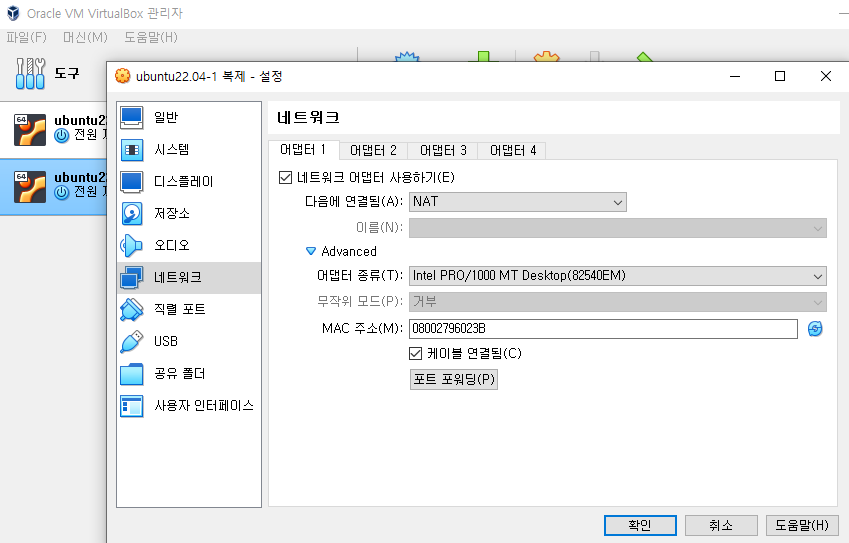 Oracle VM VirtualBox 관리자
파일(F) 머신(M) 도움말(H)
도구
64
전원
64
전원
ubuntu22.04-1 복제 - 설정
일반
시스템
디스플레이
저장소
오디오
네트워크
직렬 포트
USB
공유 폴더
사용자 인터페이스
네트워크
어댑터 1 어댑터 2 어댑터 3 어댑터 4
네트워크 어댑터 사용하기(E)
다음에 연결됨(A): NAT
이름(N):
Advanced
어댑터 종류(T): Intel PRO/1000 MT Desktop(82540EM)
무작위 모드(P): 거부
MAC 주소(M): 08002796023B
케이블 연결됨(C)
포트 포워딩(P)
확인 취소 도움말(H)